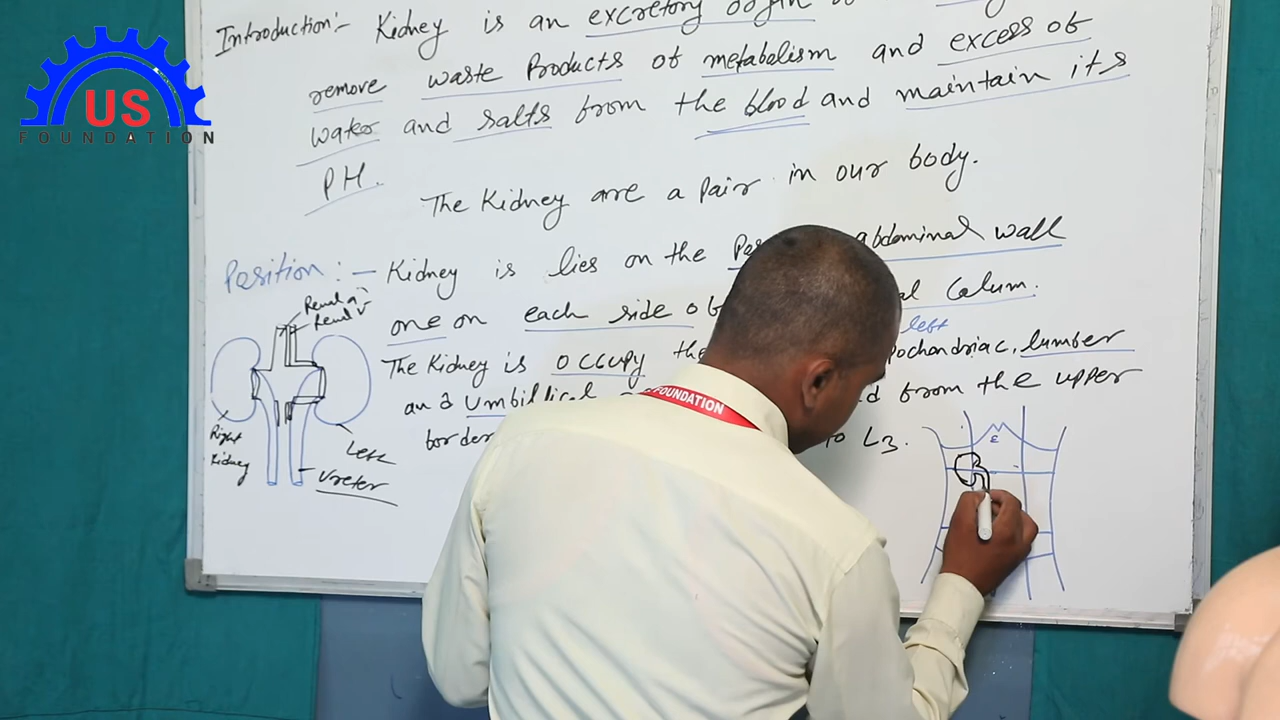 US
FOUNDATION
Introduction:- Kidney is an excretory
remove waste Products of metabolism and excess of
water and salts from the blood and maintain its
PH.
The Kidney are a Pair in our body.
Position :- Kidney is lies on the abdominal wall
one on each side of Colum.
left
The Kidney is occupy the pochondriac, lumber
and Umbillical from the upper
border to L3.
Renal a
Renal v
Right
Kidney
Left
Ureter
E
FOUNDATION